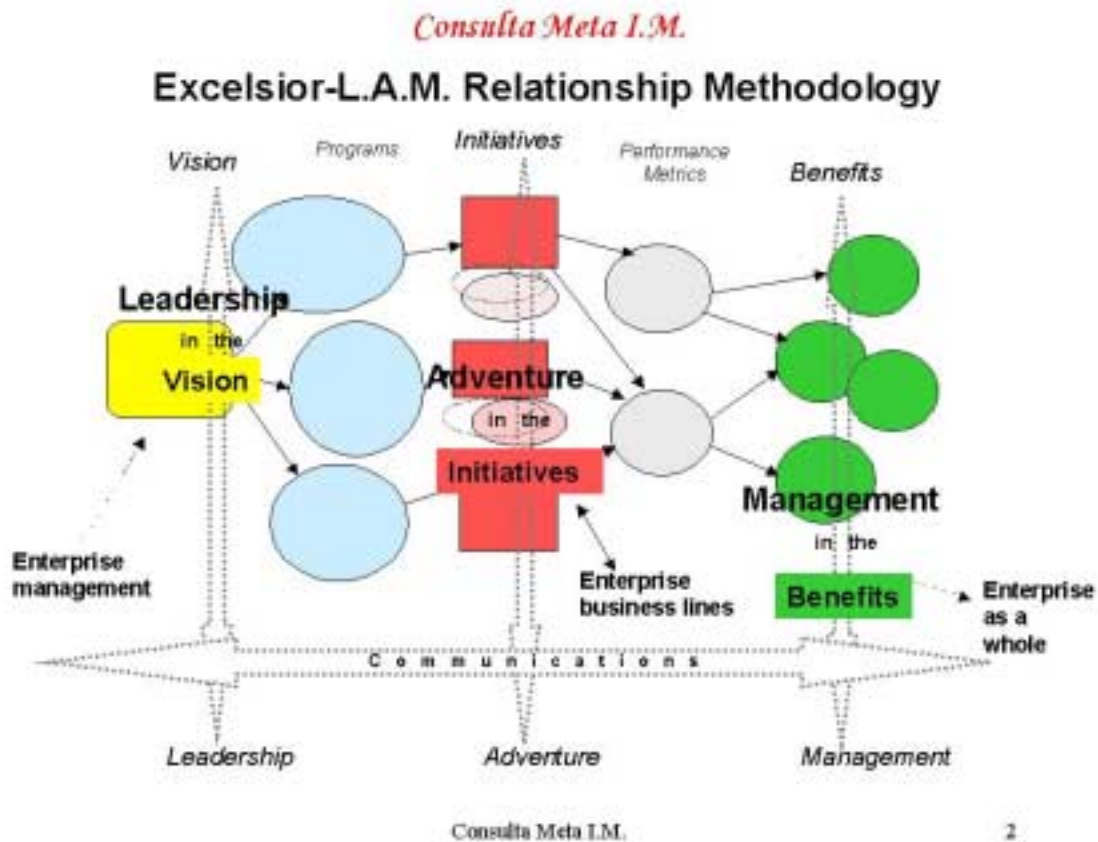 Consulta Meta I.M.
Excelsior-L.A.M. Relationship Methodology
Vision
Programs
Initiatives
Performance
Metrics
Benefits
Leadership
in the
Vision
Adventure
in the
Initiatives
Management
in the
Benefits
Enterprise
management
Enterprise
business lines
Enterprise
as a
whole
Communications
Leadership
Adventure
Management
Consulta Meta I.M.
2